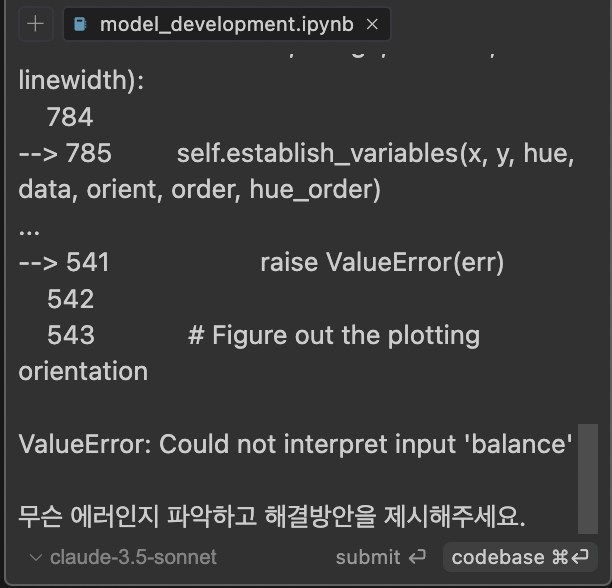 model_development.ipynb ×
linewidth):
784
--> 785 self.establish_variables(x, y, hue,
data, orient, order, hue_order)
...
--> 541 raise ValueError(err)
542
543 # Figure out the plotting
orientation
ValueError: Could not interpret input 'balance'
무슨 에러인지 파악하고 해결방안을 제시해주세요.
claude-3.5-sonnet submit ⏎ codebase ⌘⏎